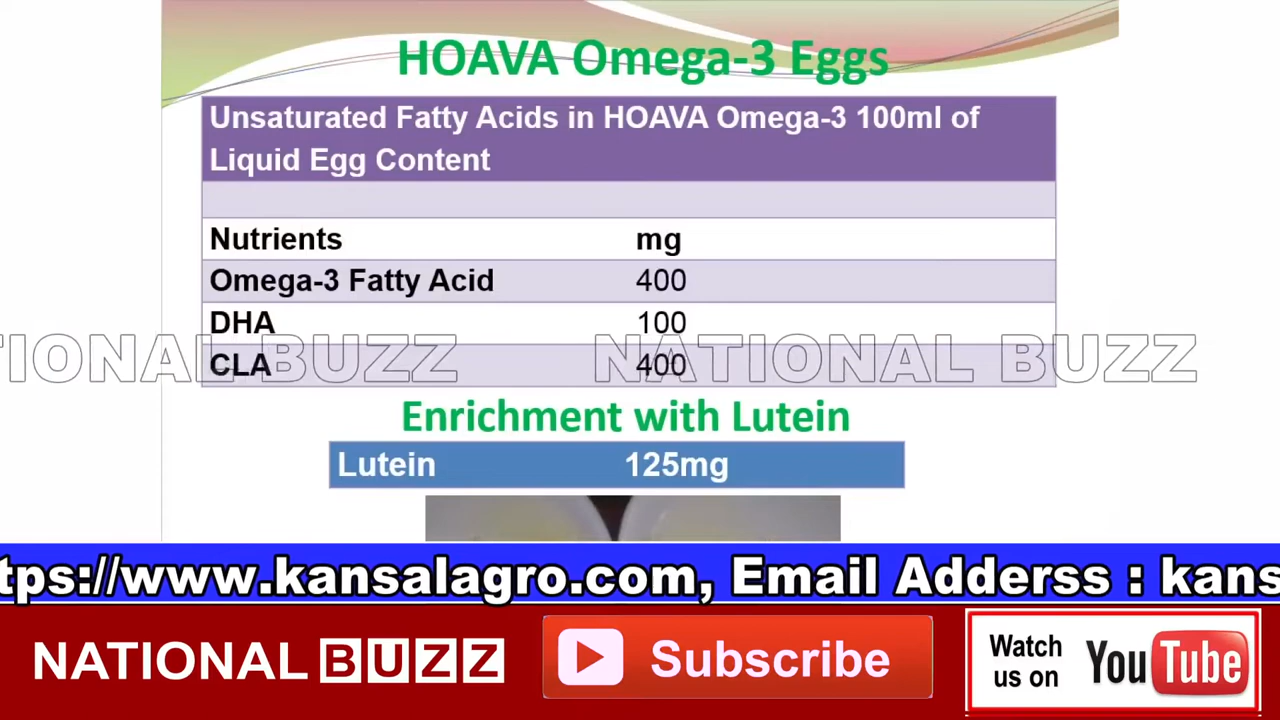 HOAVA Omega-3 Eggs
Unsaturated Fatty Acids in HOAVA Omega-3 100ml of
Liquid Egg Content
Nutrients mg
Omega-3 Fatty Acid 400
DHA 100
NATIONAL BUZZ
CLA 400
Enrichment with Lutein
Lutein 125mg
tps://www.kansalagro.com, Email Adderss : kans
NATIONAL BUZZ
Subscribe
Watch
us on
YouTube